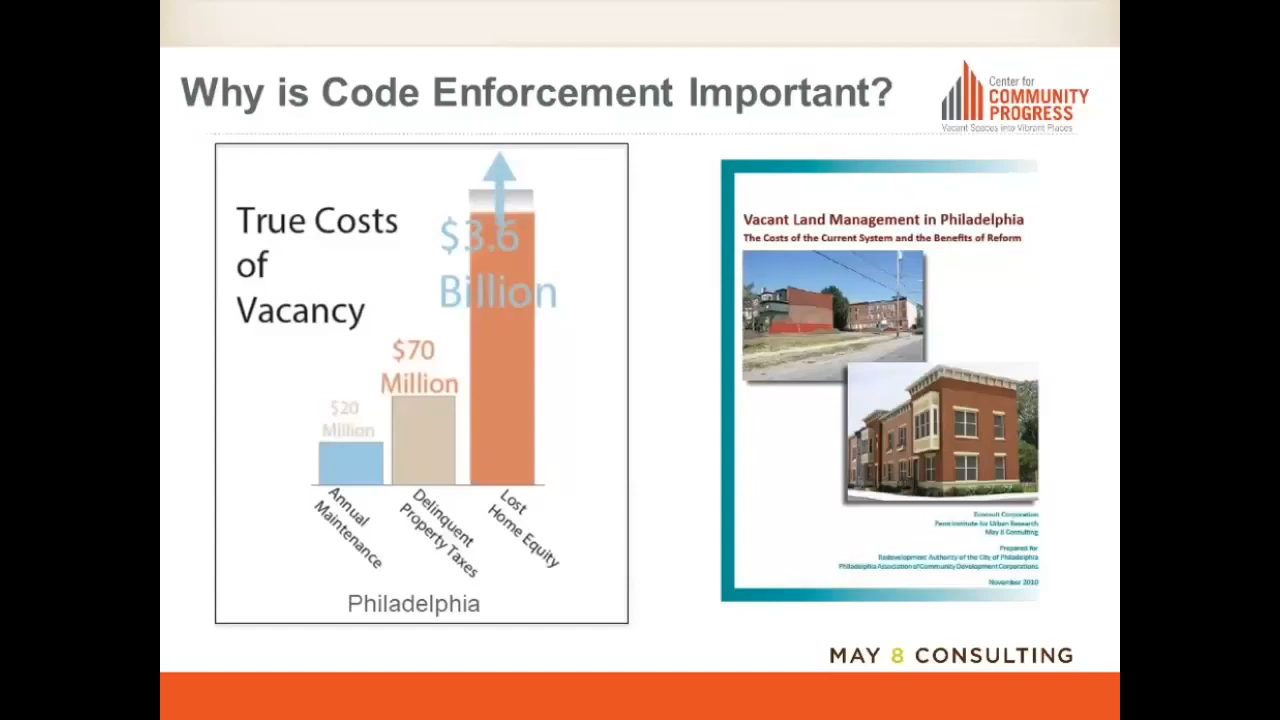 Why is Code Enforcement Important?
Center for
COMMUNITY
PROGRESS
Vacant Spaces into Vibrant Places
True Costs
of
Vacancy
$3.6
Billion
$70
Million
$20
Million
Annual
Maintenance
Delinquent
Property Taxes
Lost
Home Equity
Philadelphia
Vacant Land Management in Philadelphia
The Costs of the Current System and the Benefits of Reform
Econsult Corporation
Penn Institute for Urban Research
May 8 Consulting
Prepared for
Redevelopment Authority of the City of Philadelphia
Philadelphia Association of Community Development Corporations
November 2010
MAY 8 CONSULTING